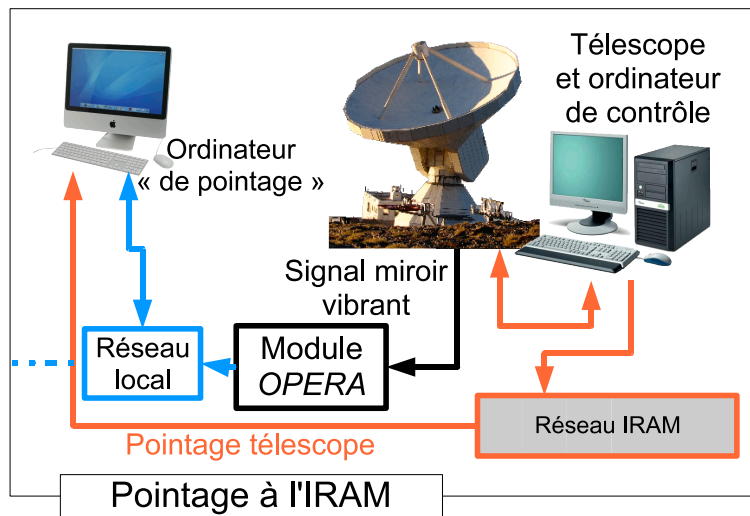 Télescope
et ordinateur
de contrôle
Ordinateur
« de pointage »
Signal miroir
vibrant
Réseau
local
Module
OPERA
Réseau IRAM
Pointage télescope
Pointage à l'IRAM